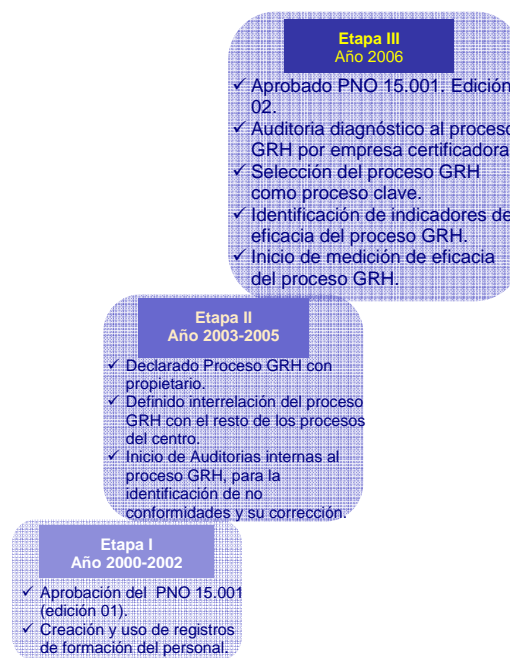 Etapa III
Año 2006
✓ Aprobado PNO 15.001. Edición
02.
✓ Auditoria diagnóstico al proceso
GRH por empresa certificadora
✓ Selección del proceso GRH
como proceso clave.
✓ Identificación de indicadores de
eficacia del proceso GRH.
✓ Inicio de medición de eficacia
del proceso GRH.
Etapa II
Año 2003-2005
✓ Declarado Proceso GRH con
propietario.
✓ Definido interrelación del proceso
GRH con el resto de los procesos
del centro.
✓ Inicio de Auditorias internas al
proceso GRH, para la
identificación de no
conformidades y su corrección.
Etapa I
Año 2000-2002
✓ Aprobación del PNO 15.001
(edición 01).
✓ Creación y uso de registros
de formación del personal.